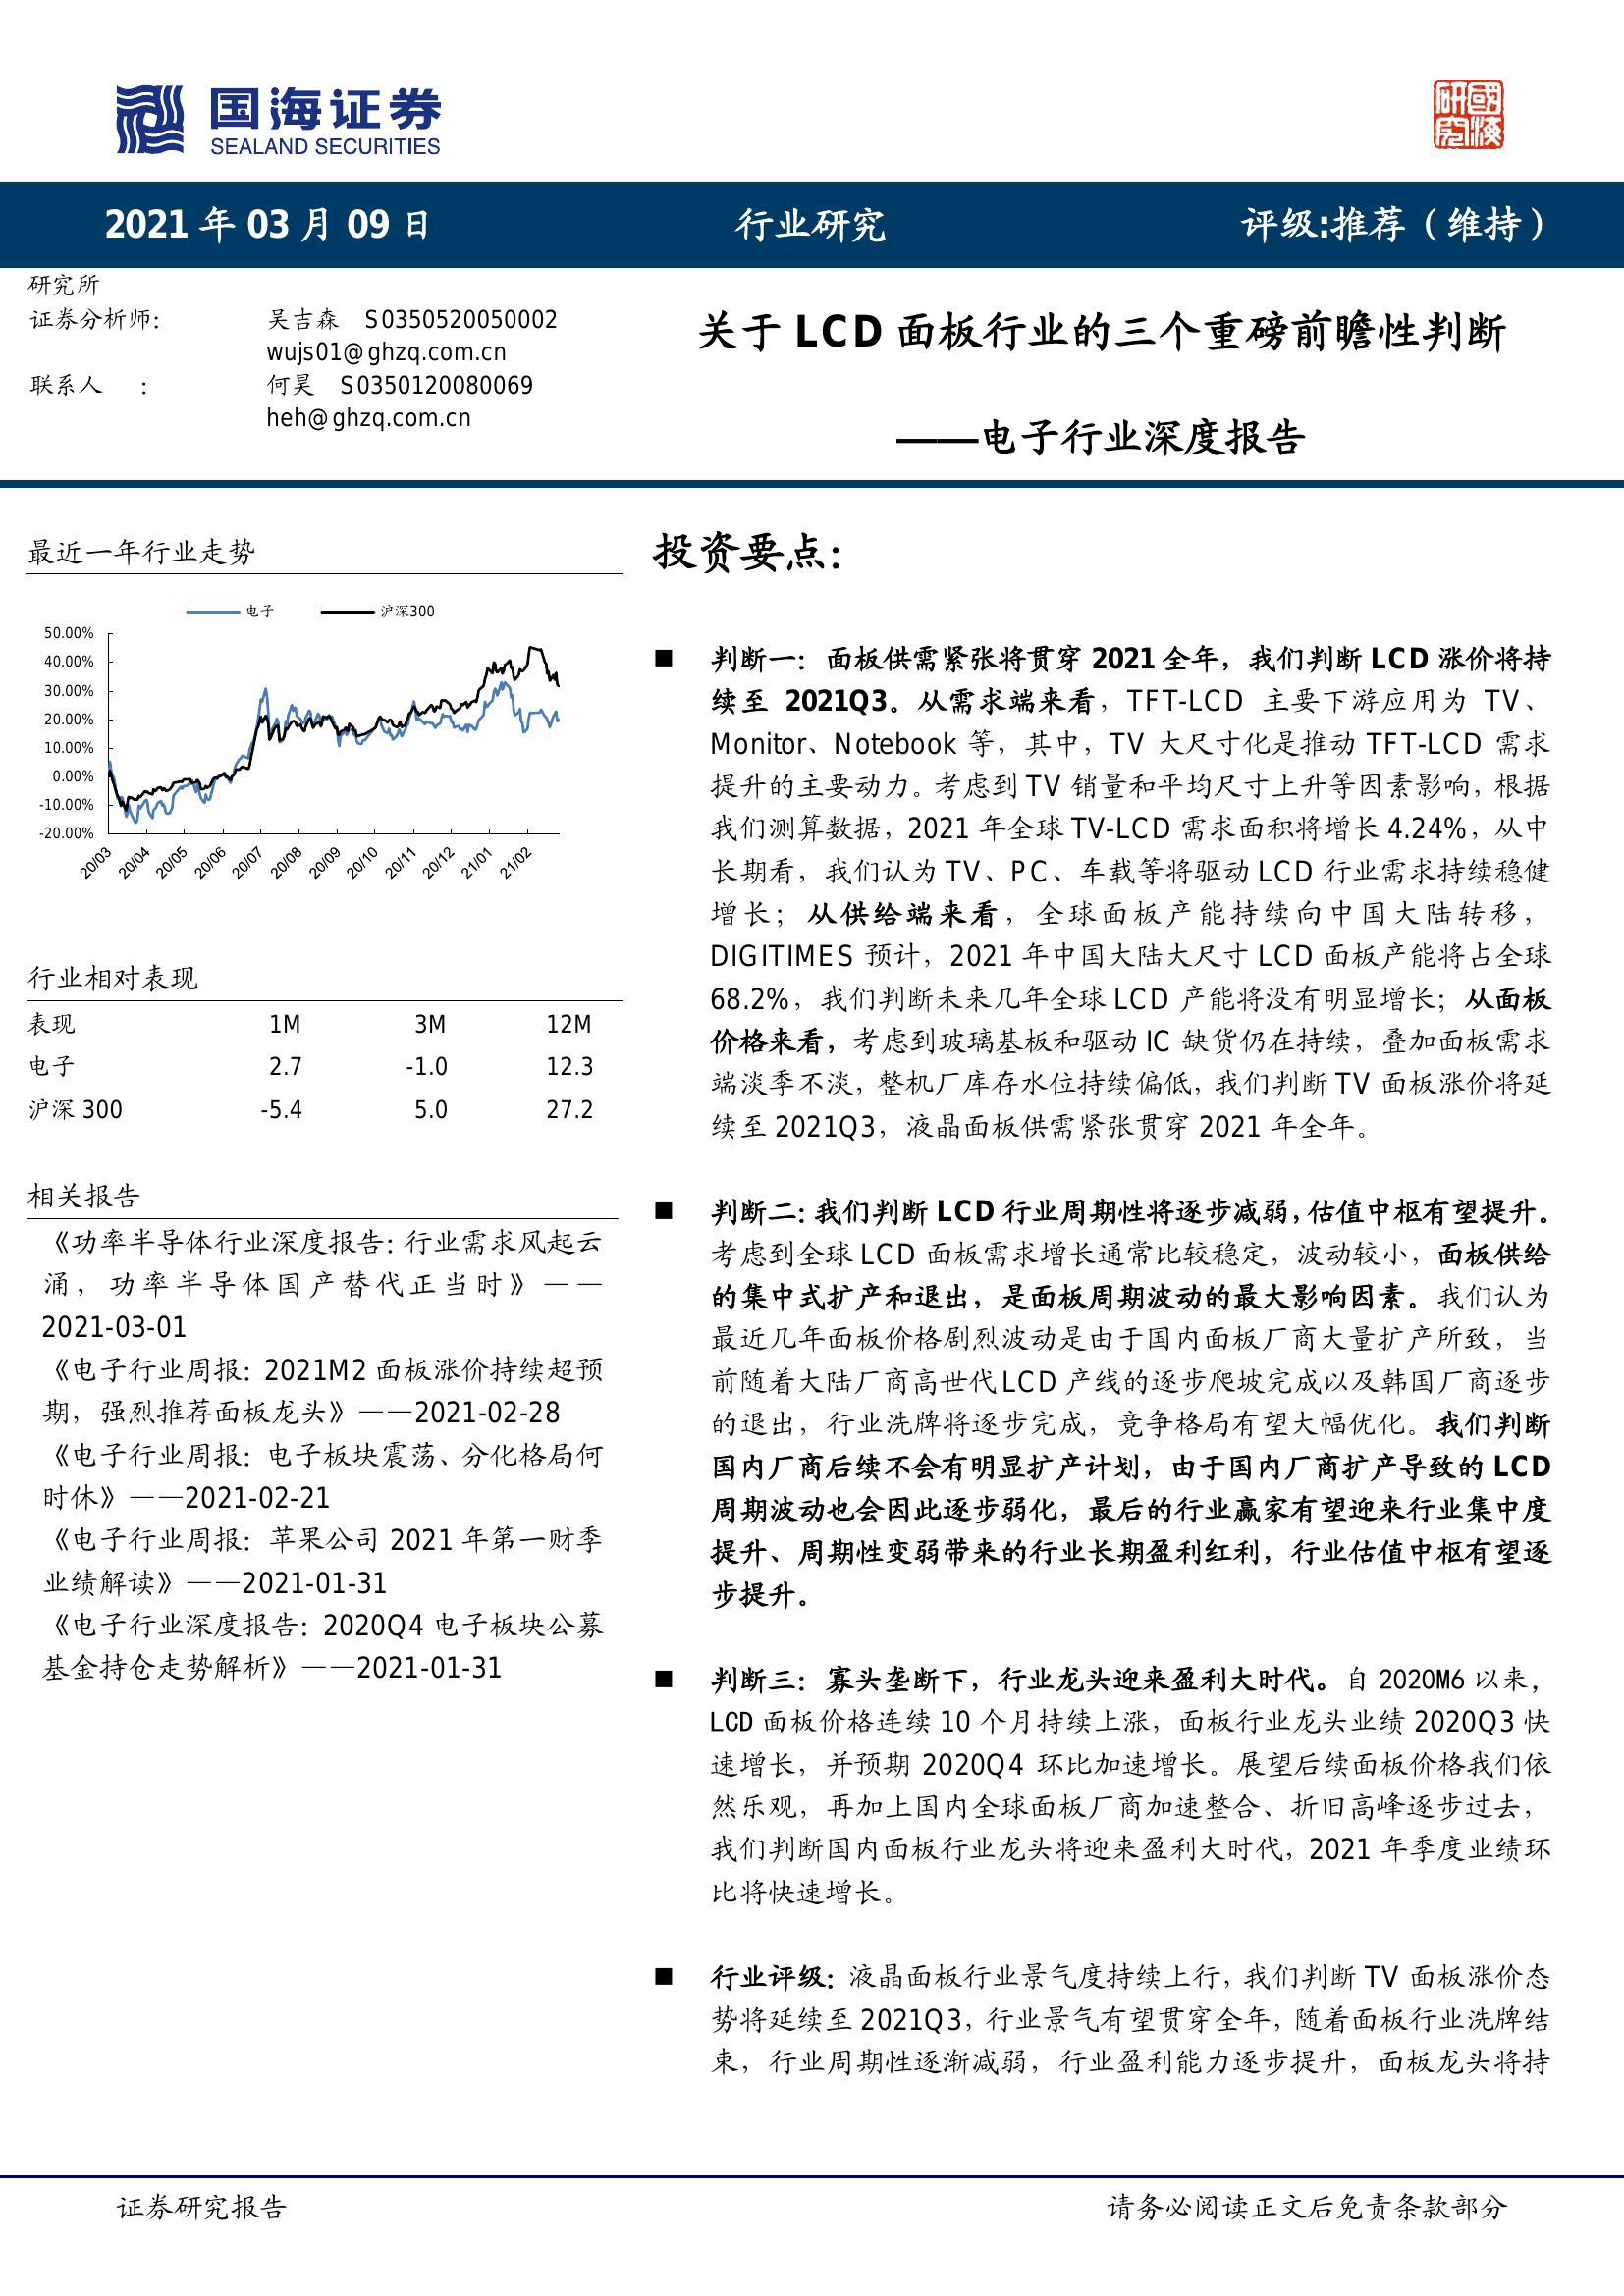 国海证券
SEALAND SECURITIES
國海研究
2021 年 03 月 09 日
行业研究
评级:推荐（维持）
研究所
证券分析师: 吴吉森 S0350520050002
wujs01@ghzq.com.cn
联系人 : 何昊 S0350120080069
heh@ghzq.com.cn
关于 LCD 面板行业的三个重磅前瞻性判断
——电子行业深度报告
最近一年行业走势
电子 沪深300
50.00%
40.00%
30.00%
20.00%
10.00%
0.00%
-10.00%
-20.00%
20/03 20/04 20/05 20/06 20/07 20/08 20/09 20/10 20/11 20/12 21/01 21/02
行业相对表现
表现 1M 3M 12M
电子 2.7 -1.0 12.3
沪深 300 -5.4 5.0 27.2
相关报告
《功率半导体行业深度报告：行业需求风起云
涌，功率半导体国产替代正当时》——
2021-03-01
《电子行业周报：2021M2 面板涨价持续超预
期，强烈推荐面板龙头》——2021-02-28
《电子行业周报：电子板块震荡、分化格局何
时休》——2021-02-21
《电子行业周报：苹果公司 2021 年第一财季
业绩解读》——2021-01-31
《电子行业深度报告：2020Q4 电子板块公募
基金持仓走势解析》——2021-01-31
投资要点：
■ 判断一：面板供需紧张将贯穿 2021 全年，我们判断 LCD 涨价将持
续至 2021Q3。从需求端来看，TFT-LCD 主要下游应用为 TV、
Monitor、Notebook 等，其中，TV 大尺寸化是推动 TFT-LCD 需求
提升的主要动力。考虑到 TV 销量和平均尺寸上升等因素影响，根据
我们测算数据，2021 年全球 TV-LCD 需求面积将增长 4.24%，从中
长期看，我们认为 TV、PC、车载等将驱动 LCD 行业需求持续稳健
增长；从供给端来看，全球面板产能持续向中国大陆转移，
DIGITIMES 预计，2021 年中国大陆大尺寸 LCD 面板产能将占全球
68.2%，我们判断未来几年全球 LCD 产能将没有明显增长；从面板
价格来看，考虑到玻璃基板和驱动 IC 缺货仍在持续，叠加面板需求
端淡季不淡，整机厂库存水位持续偏低，我们判断 TV 面板涨价将延
续至 2021Q3，液晶面板供需紧张贯穿 2021 年全年。
■ 判断二：我们判断 LCD 行业周期性将逐步减弱，估值中枢有望提升。
考虑到全球 LCD 面板需求增长通常比较稳定，波动较小，面板供给
的集中式扩产和退出，是面板周期波动的最大影响因素。我们认为
最近几年面板价格剧烈波动是由于国内面板厂商大量扩产所致，当
前随着大陆厂商高世代 LCD 产线的逐步爬坡完成以及韩国厂商逐步
的退出，行业洗牌将逐步完成，竞争格局有望大幅优化。我们判断
国内厂商后续不会有明显扩产计划，由于国内厂商扩产导致的 LCD
周期波动也会因此逐步弱化，最后的行业赢家有望迎来行业集中度
提升、周期性变弱带来的行业长期盈利红利，行业估值中枢有望逐
步提升。
■ 判断三：寡头垄断下，行业龙头迎来盈利大时代。自 2020M6 以来，
LCD 面板价格连续 10 个月持续上涨，面板行业龙头业绩 2020Q3 快
速增长，并预期 2020Q4 环比加速增长。展望后续面板价格我们依
然乐观，再加上国内全球面板厂商加速整合、折旧高峰逐步过去，
我们判断国内面板行业龙头将迎来盈利大时代，2021 年季度业绩环
比将快速增长。
■ 行业评级：液晶面板行业景气度持续上行，我们判断 TV 面板涨价态
势将延续至 2021Q3，行业景气有望贯穿全年，随着面板行业洗牌结
束，行业周期性逐渐减弱，行业盈利能力逐步提升，面板龙头将持
证券研究报告
请务必阅读正文后免责条款部分